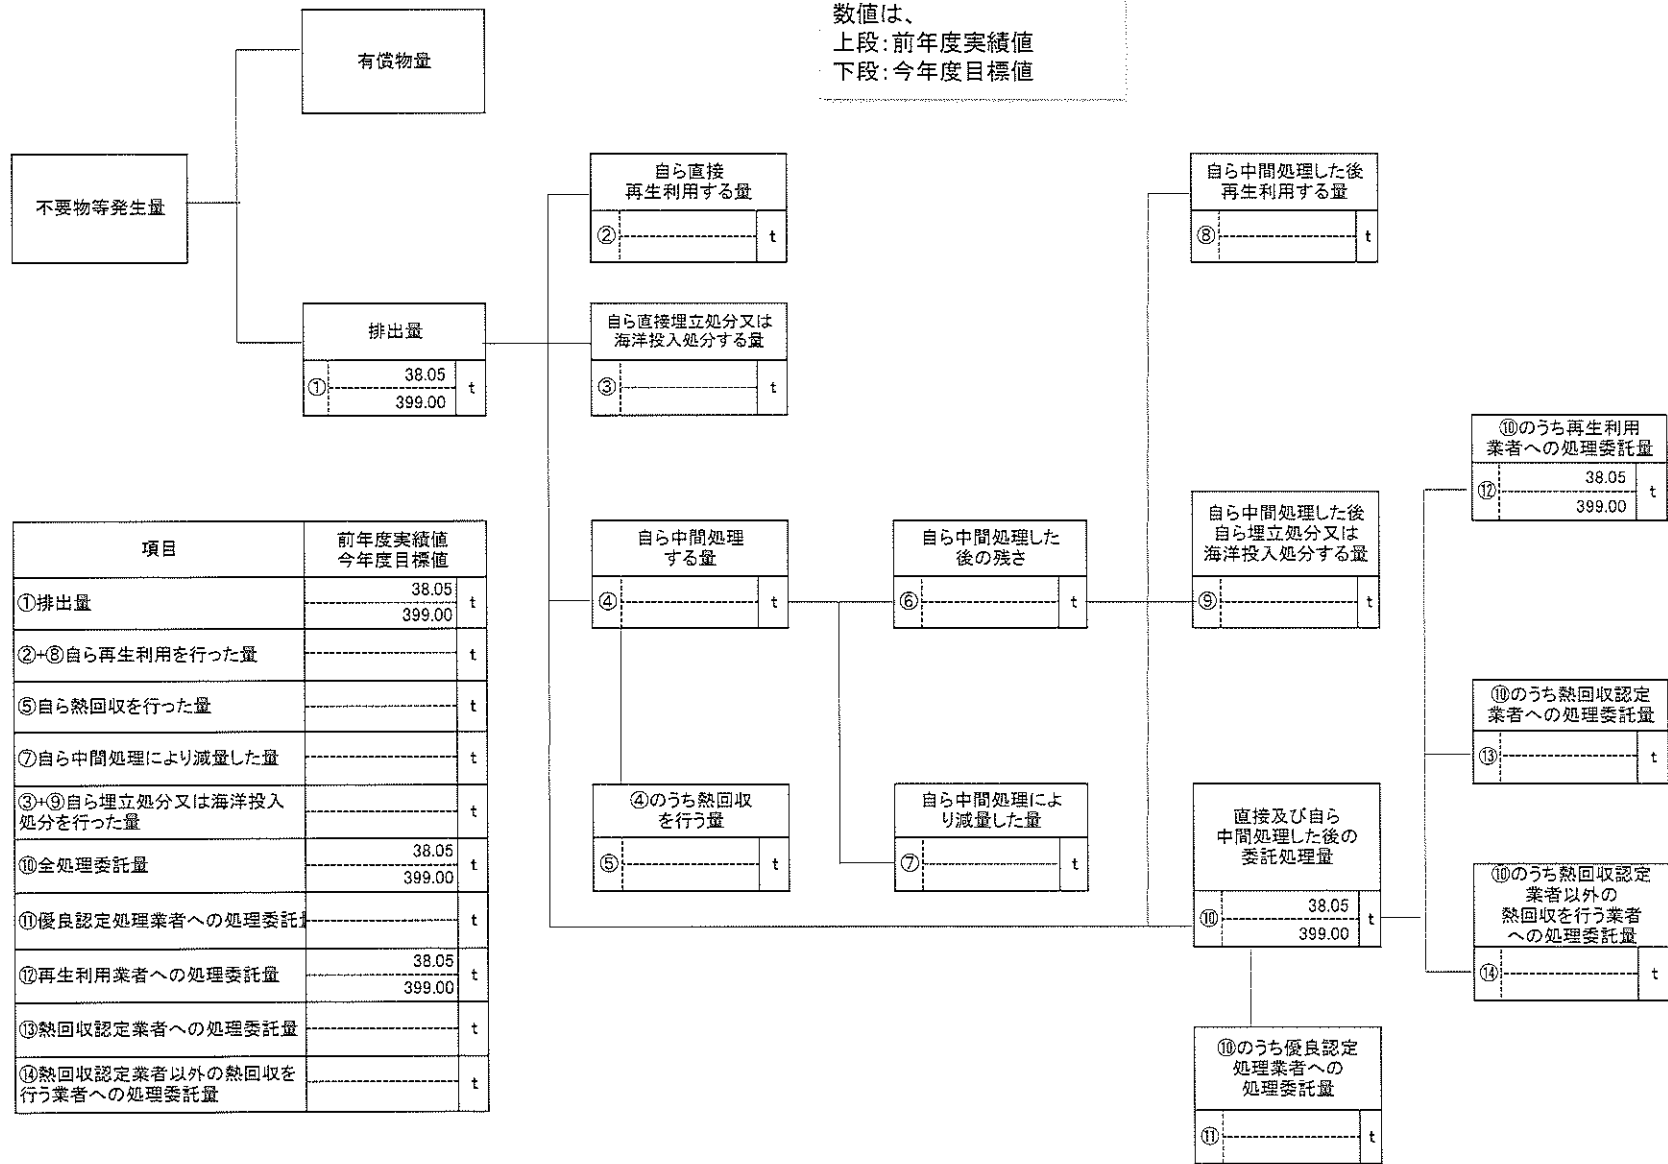 数値は、
上段:前年度実績値
下段:今年度目標値
有償物量
不要物等発生量
排出量
① 38.05 t
399.00
自ら直接
再生利用する量
② t
自ら直接埋立処分又は
海洋投入処分する量
③ t
自ら中間処理
する量
④ t
④のうち熱回収
を行う量
⑤ t
自ら中間処理した
後の残さ
⑥ t
自ら中間処理によ
り減量した量
⑦ t
自ら中間処理した後
再生利用する量
⑧ t
自ら中間処理した後
自ら埋立処分又は
海洋投入処分する量
⑨ t
直接及び自ら
中間処理した後の
委託処理量
⑩ 38.05 t
399.00
⑩のうち優良認定
処理業者への
処理委託量
⑪ t
⑩のうち再生利用
業者への処理委託量
⑫ 38.05 t
399.00
⑩のうち熱回収認定
業者への処理委託量
⑬ t
⑩のうち熱回収認定
業者以外の
熱回収を行う業者
への処理委託量
⑭ t
項目 前年度実績値
今年度目標値
①排出量 38.05 t
399.00
②+⑧自ら再生利用を行った量 t
⑤自ら熱回収を行った量 t
⑦自ら中間処理により減量した量 t
③+⑨自ら埋立処分又は海洋投入
処分を行った量 t
⑩全処理委託量 38.05 t
399.00
⑪優良認定処理業者への処理委託量 t
⑫再生利用業者への処理委託量 38.05 t
399.00
⑬熱回収認定業者への処理委託量 t
⑭熱回収認定業者以外の熱回収を
行う業者への処理委託量 t